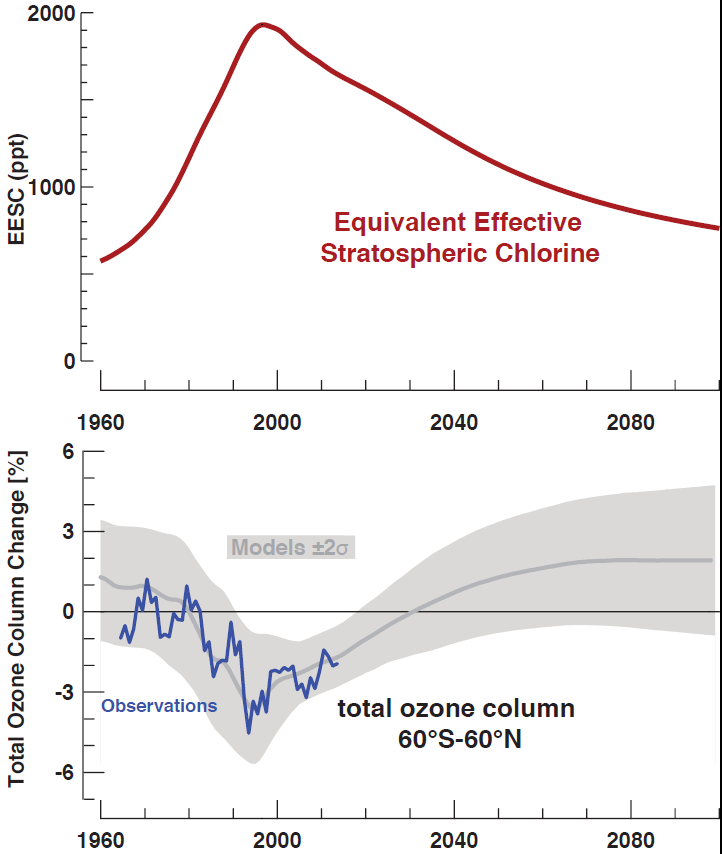 2000
1000
0
EESC (ppt)
Equivalent Effective
Stratospheric Chlorine
1960 2000 2040 2080
6
3
0
-3
-6
Total Ozone Column Change [%]
Models ±2σ
Observations
total ozone column
60°S-60°N
1960 2000 2040 2080